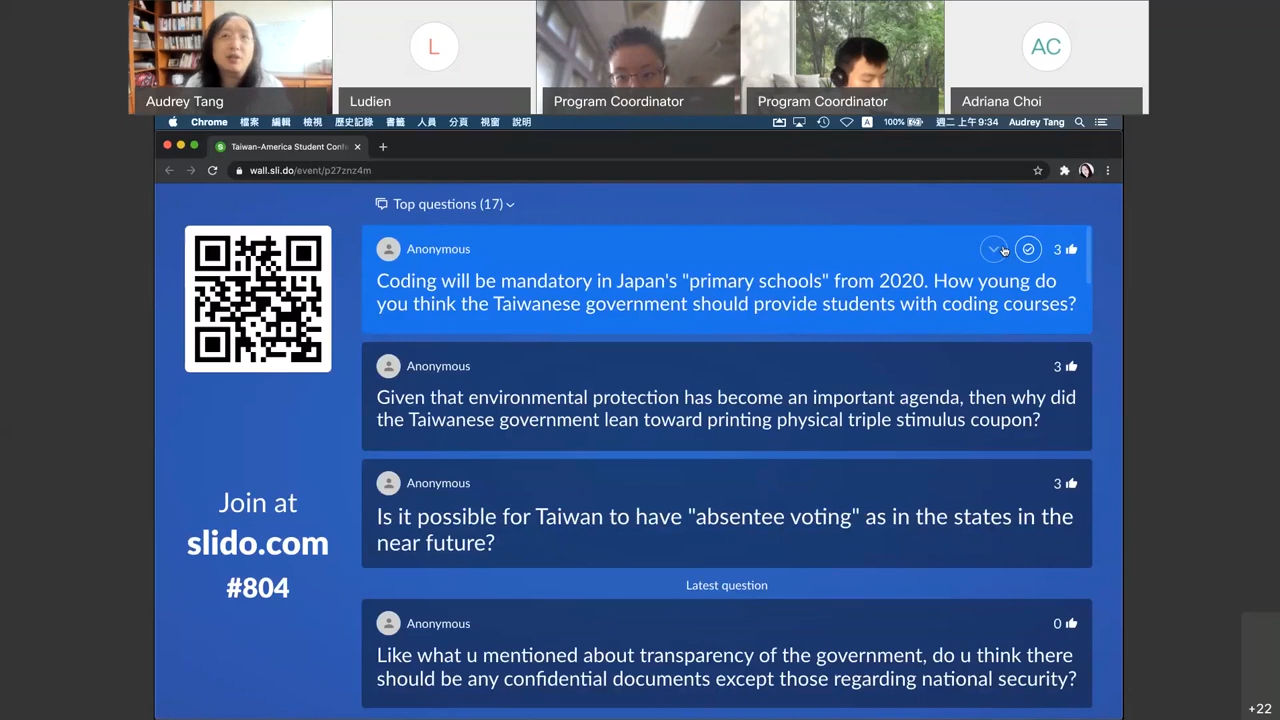 Audrey Tang
L
Ludien
Program Coordinator
Program Coordinator
AC
Adriana Choi
Chrome 檔案 編輯 檢視 歷史記錄 書籤 人員 分頁 視窗 說明
A 100% 週二 上午9:34 Audrey Tang
Taiwan-America Student Conf
wall.sli.do/event/p27znz4m
Top questions (17)
Anonymous
3
Coding will be mandatory in Japan's "primary schools" from 2020. How young do
you think the Taiwanese government should provide students with coding courses?
Anonymous
3
Given that environmental protection has become an important agenda, then why did
the Taiwanese government lean toward printing physical triple stimulus coupon?
Anonymous
3
Is it possible for Taiwan to have "absentee voting" as in the states in the
near future?
Join at
slido.com
#804
Latest question
Anonymous
0
Like what u mentioned about transparency of the government, do u think there
should be any confidential documents except those regarding national security?
+22